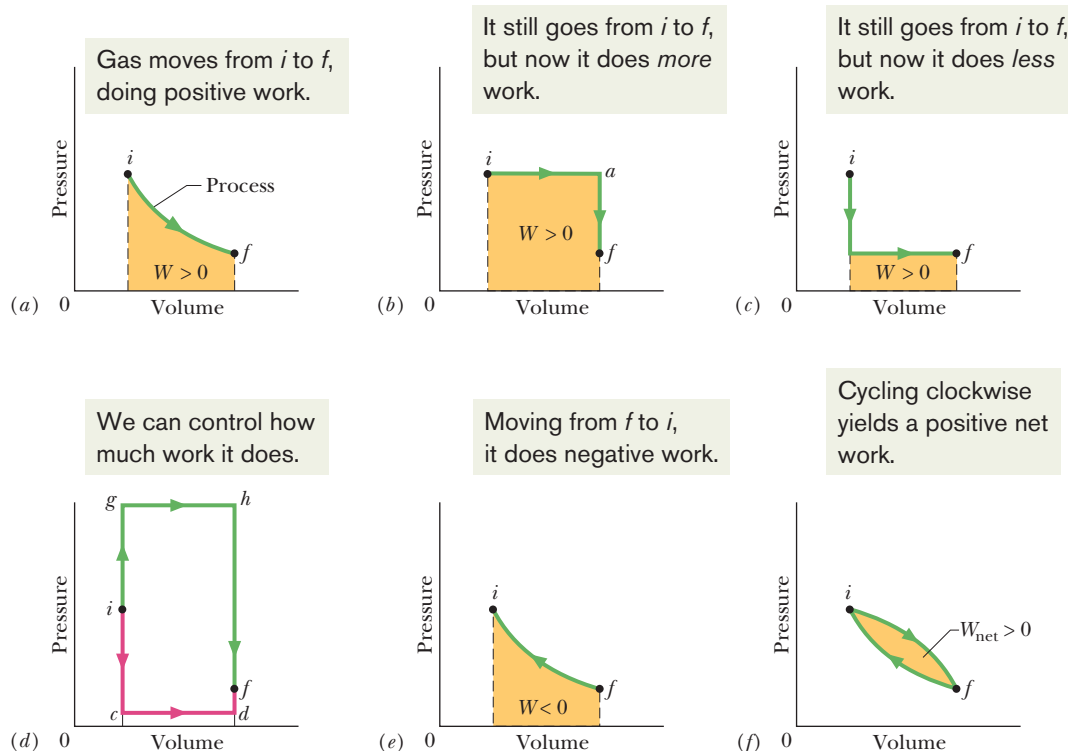 Gas moves from i to f,
doing positive work.
Pressure
i
Process
f
W > 0
(a)
0
Volume
It still goes from i to f,
but now it does more
work.
Pressure
i
a
W > 0
f
(b)
0
Volume
It still goes from i to f,
but now it does less
work.
Pressure
i
f
W > 0
(c)
0
Volume
We can control how
much work it does.
Pressure
g
h
i
f
c
d
(d)
0
Volume
Moving from f to i,
it does negative work.
Pressure
i
f
W < 0
(e)
0
Volume
Cycling clockwise
yields a positive net
work.
Pressure
i
Wnet > 0
f
(f)
0
Volume